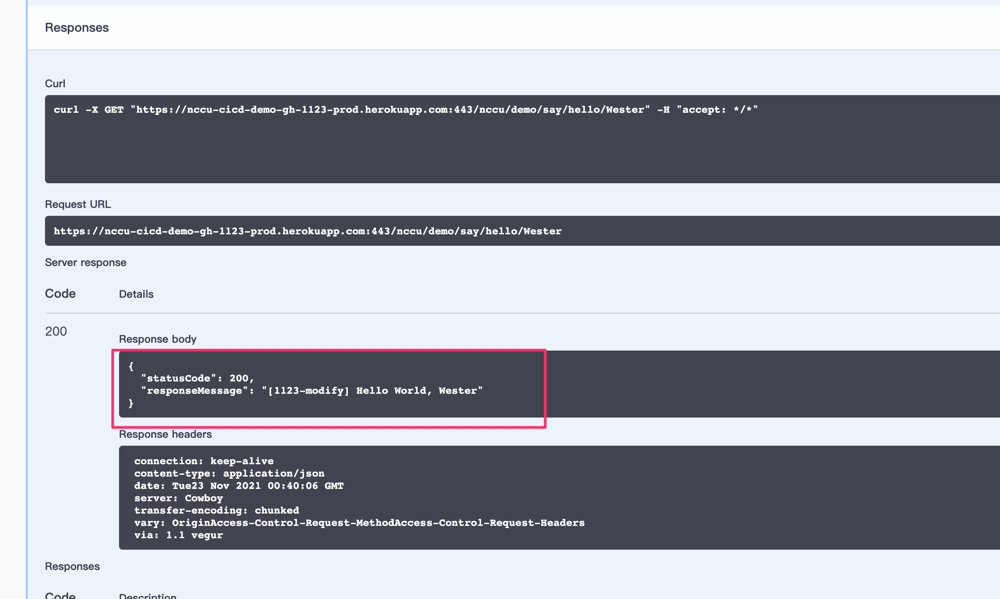 Responses
Curl
curl -X GET "https://nccu-cicd-demo-gh-1123-prod.herokuapp.com:443/nccu/demo/say/hello/Wester" -H "accept: */*"
Request URL
https://nccu-cicd-demo-gh-1123-prod.herokuapp.com:443/nccu/demo/say/hello/Wester
Server response
Code Details
200
Response body
{
"statusCode": 200,
"responseMessage": "[1123-modify] Hello World, Wester"
}
Response headers
connection: keep-alive
content-type: application/json
date: Tue23 Nov 2021 00:40:06 GMT
server: Cowboy
transfer-encoding: chunked
vary: OriginAccess-Control-Request-MethodAccess-Control-Request-Headers
via: 1.1 vegur
Responses
Code Description